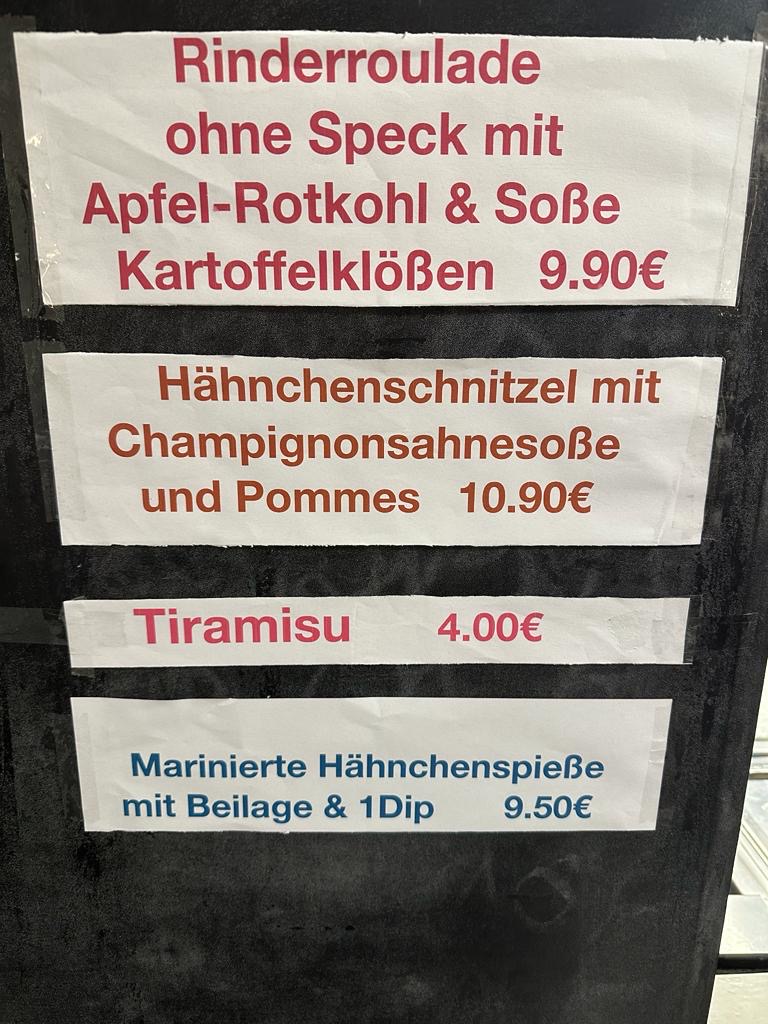 Rinderroulade
ohne Speck mit
Apfel-Rotkohl & Soße
Kartoffelklößen 9.90€
Hähnchenschnitzel mit
Champignonsahnesoße
und Pommes 10.90€
Tiramisu 4.00€
Marinierte Hähnchenspieße
mit Beilage & 1Dip 9.50€